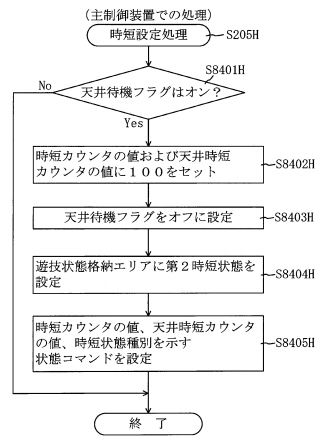 (主制御装置での処理)
時短設定処理
S205H
S8401H
天井待機フラグはオン?
No
Yes
時短カウンタの値および天井時短
カウンタの値に100をセット
S8402H
天井待機フラグをオフに設定
S8403H
遊技状態格納エリアに第2時短状態を
設定
S8404H
時短カウンタの値、天井時短カウンタ
の値、時短状態種別を示す
状態コマンドを設定
S8405H
終 了